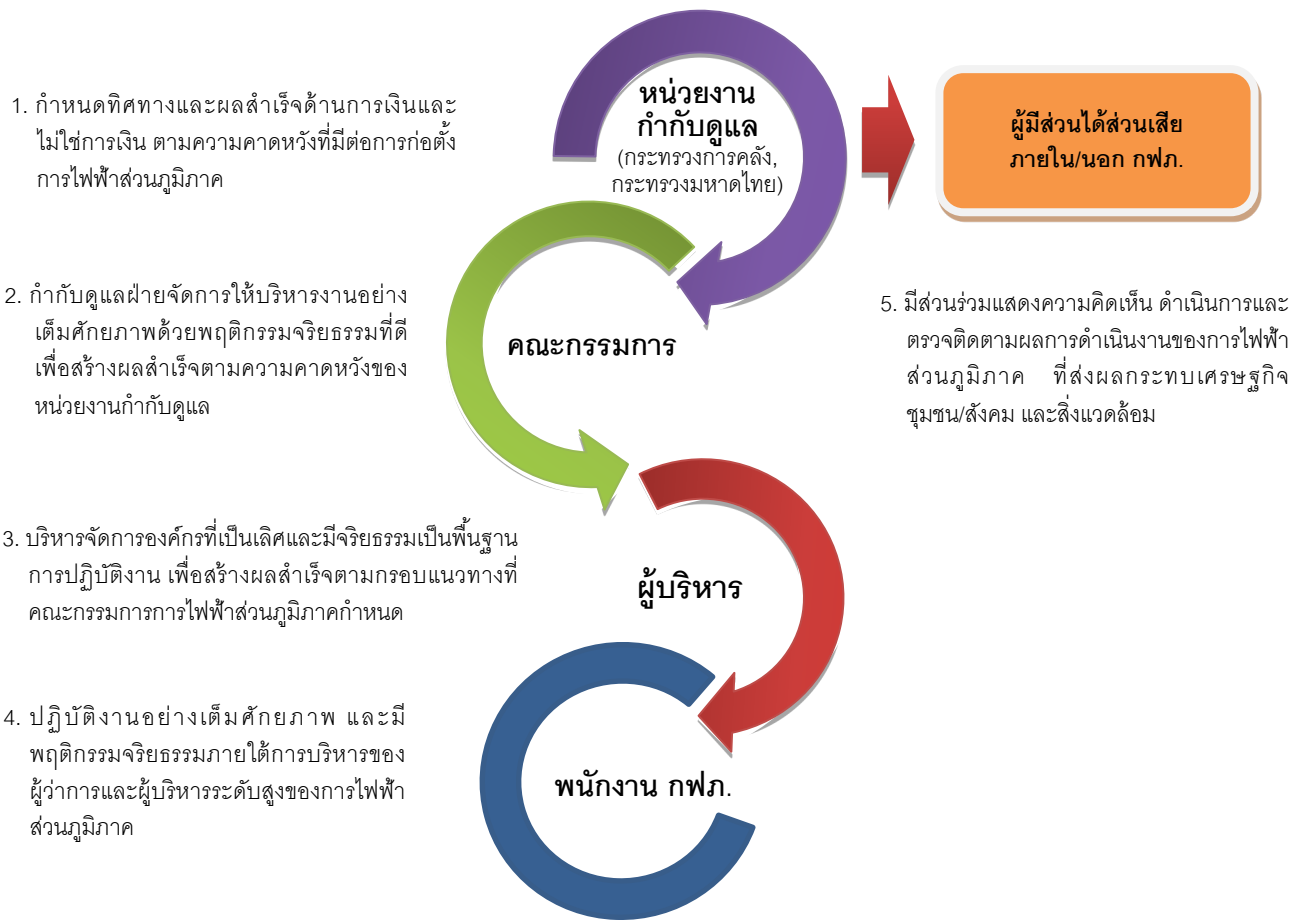 1. กำหนดทิศทางและผลสำเร็จด้านการเงินและ
ไม่ใช่การเงิน ตามความคาดหวังที่มีต่อการก่อตั้ง
การไฟฟ้าส่วนภูมิภาค
หน่วยงาน
กำกับดูแล
(กระทรวงการคลัง,
กระทรวงมหาดไทย)
ผู้มีส่วนได้ส่วนเสีย
ภายใน/นอก กฟภ.
2. กำกับดูแลฝ่ายจัดการให้บริหารงานอย่าง
เต็มศักยภาพด้วยพฤติกรรมจริยธรรมที่ดี
เพื่อสร้างผลสำเร็จตามความคาดหวังของ
หน่วยงานกำกับดูแล
คณะกรรมการ
5. มีส่วนร่วมแสดงความคิดเห็น ดำเนินการและ
ตรวจติดตามผลการดำเนินงานของการไฟฟ้า
ส่วนภูมิภาค ที่ส่งผลกระทบเศรษฐกิจ
ชุมชน/สังคม และสิ่งแวดล้อม
3. บริหารจัดการองค์กรที่เป็นเลิศและมีจริยธรรมเป็นพื้นฐาน
การปฏิบัติงาน เพื่อสร้างผลสำเร็จตามกรอบแนวทางที่
คณะกรรมการการไฟฟ้าส่วนภูมิภาคกำหนด
ผู้บริหาร
4. ปฏิบัติงานอย่างเต็มศักยภาพ และมี
พฤติกรรมจริยธรรมภายใต้การบริหารของ
ผู้ว่าการและผู้บริหารระดับสูงของการไฟฟ้า
ส่วนภูมิภาค
พนักงาน กฟภ.